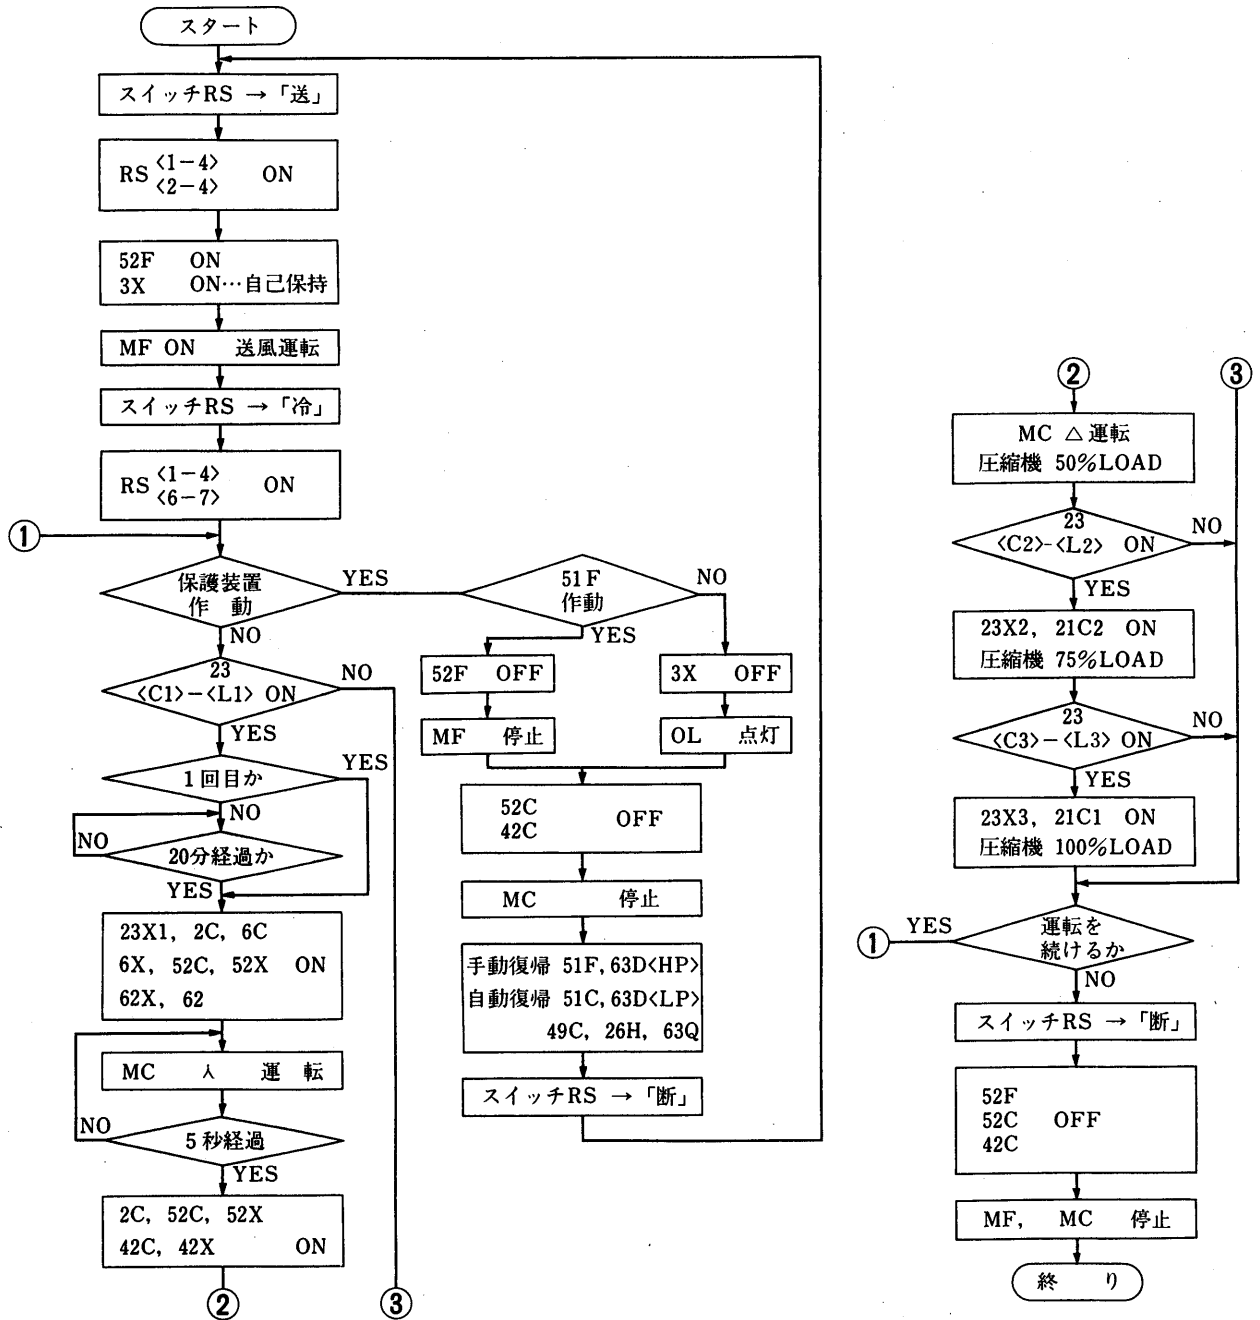 スタート
スイッチRS → 「送」
RS <1-4> <2-4> ON
52F ON
3X ON…自己保持
MF ON 送風運転
スイッチRS → 「冷」
RS <1-4> <6-7> ON
①
保護装置
作動
YES
NO
23
<C1>-<L1> ON
NO
YES
1回目か
YES
NO
20分経過か
NO
YES
23X1, 2C, 6C
6X, 52C, 52X ON
62X, 62
MC 人 運転
5秒経過
NO
YES
2C, 52C, 52X
42C, 42X ON
②
③
51F
作動
NO
YES
52F OFF
MF 停止
3X OFF
OL 点灯
52C
42C
OFF
MC 停止
手動復帰 51F, 63D<HP>
自動復帰 51C, 63D<LP>
49C, 26H, 63Q
スイッチRS → 「断」
②
③
MC △運転
圧縮機 50%LOAD
23
<C2>-<L2> ON
NO
YES
23X2, 21C2 ON
圧縮機 75%LOAD
23
<C3>-<L3> ON
NO
YES
23X3, 21C1 ON
圧縮機 100%LOAD
運転を
続けるか
YES
①
NO
スイッチRS → 「断」
52F
52C OFF
42C
MF, MC 停止
終り